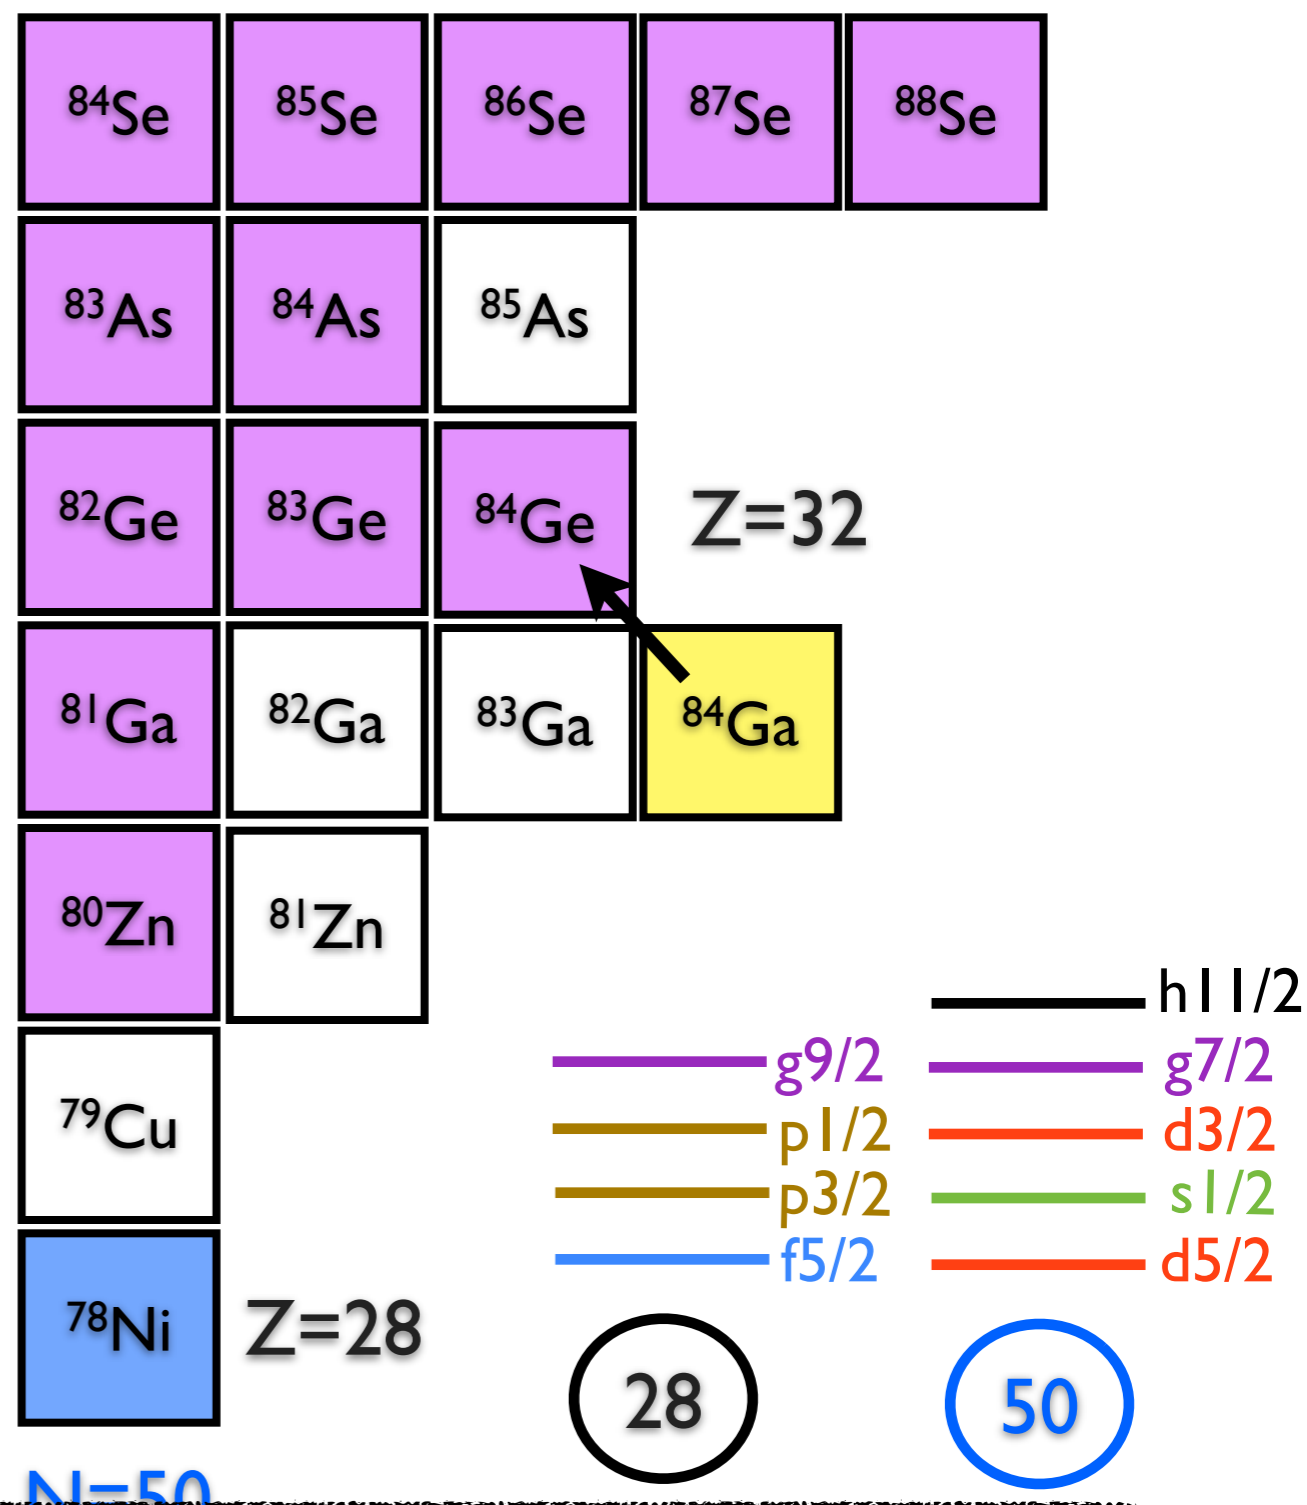 ⁸⁴Se ⁸⁵Se ⁸⁶Se ⁸⁷Se ⁸⁸Se
⁸³As ⁸⁴As ⁸⁵As
⁸²Ge ⁸³Ge ⁸⁴Ge Z=32
⁸¹Ga ⁸²Ga ⁸³Ga ⁸⁴Ga
⁸⁰Zn ⁸¹Zn
h11/2
g9/2 g7/2
⁷⁹Cu p1/2 d3/2
p3/2 s1/2
f5/2 d5/2
⁷⁸Ni Z=28
28 50
N=50